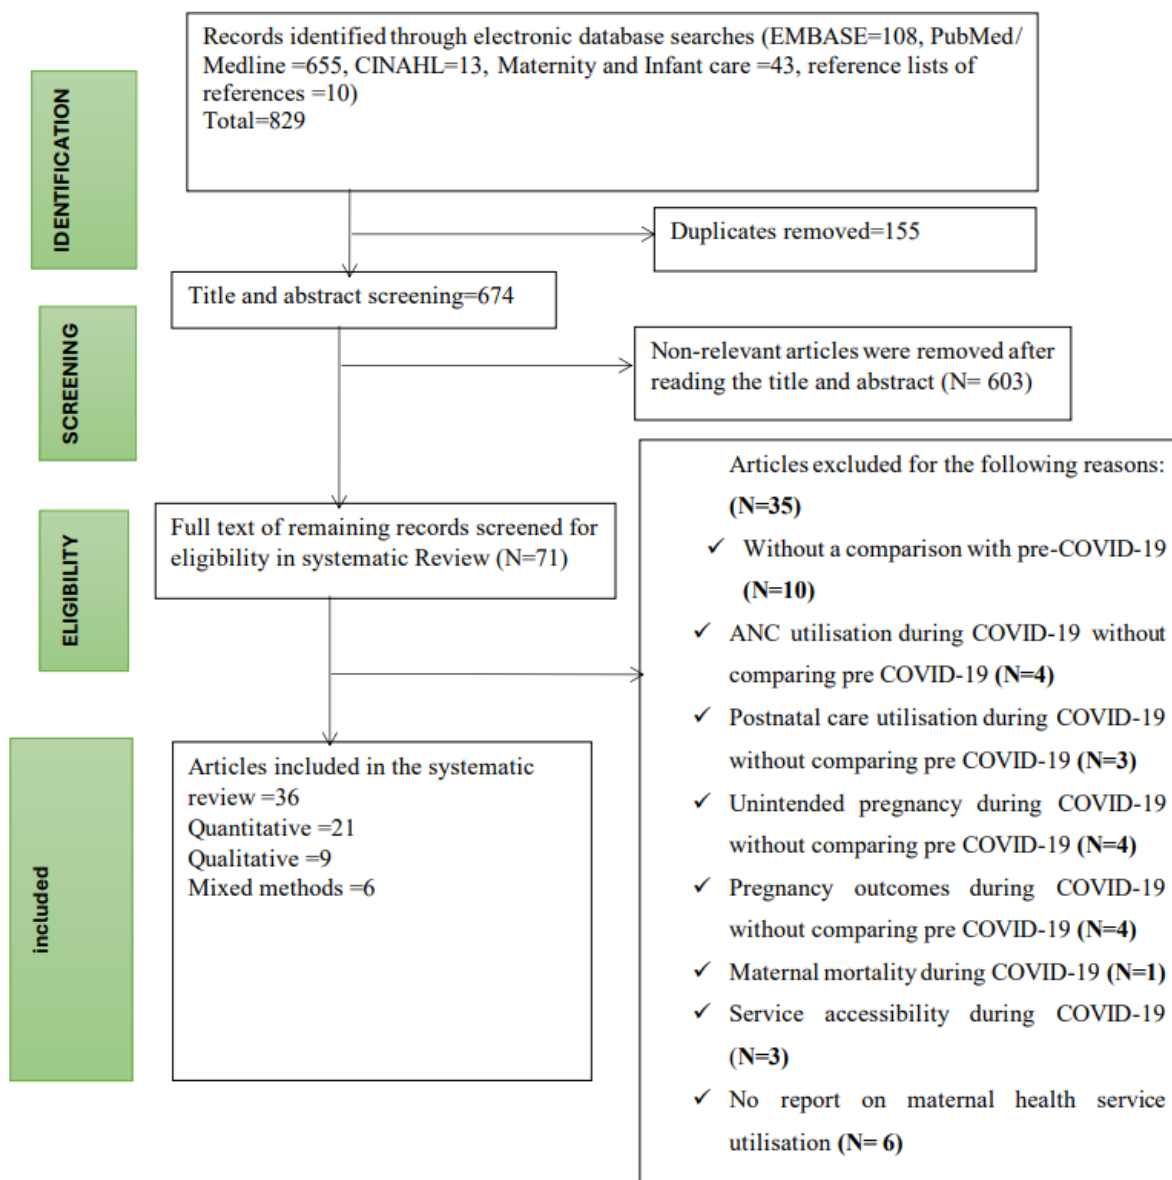 Records identified through electronic database searches (EMBASE=108, PubMed/
Medline =655, CINAHL=13, Maternity and Infant care =43, reference lists of
references =10)
Total=829
IDENTIFICATION
Duplicates removed=155
Title and abstract screening=674
SCREENING
Non-relevant articles were removed after
reading the title and abstract (N= 603)
ELIGIBILITY
Full text of remaining records screened for
eligibility in systematic Review (N=71)
Articles excluded for the following reasons:
(N=35)
✓ Without a comparison with pre-COVID-19
(N=10)
✓ ANC utilisation during COVID-19 without
comparing pre COVID-19 (N=4)
✓ Postnatal care utilisation during COVID-19
without comparing pre COVID-19 (N=3)
✓ Unintended pregnancy during COVID-19
without comparing pre COVID-19 (N=4)
✓ Pregnancy outcomes during COVID-19
without comparing pre COVID-19 (N=4)
✓ Maternal mortality during COVID-19 (N=1)
✓ Service accessibility during COVID-19
(N=3)
✓ No report on maternal health service
utilisation (N= 6)
included
Articles included in the systematic
review =36
Quantitative =21
Qualitative =9
Mixed methods =6